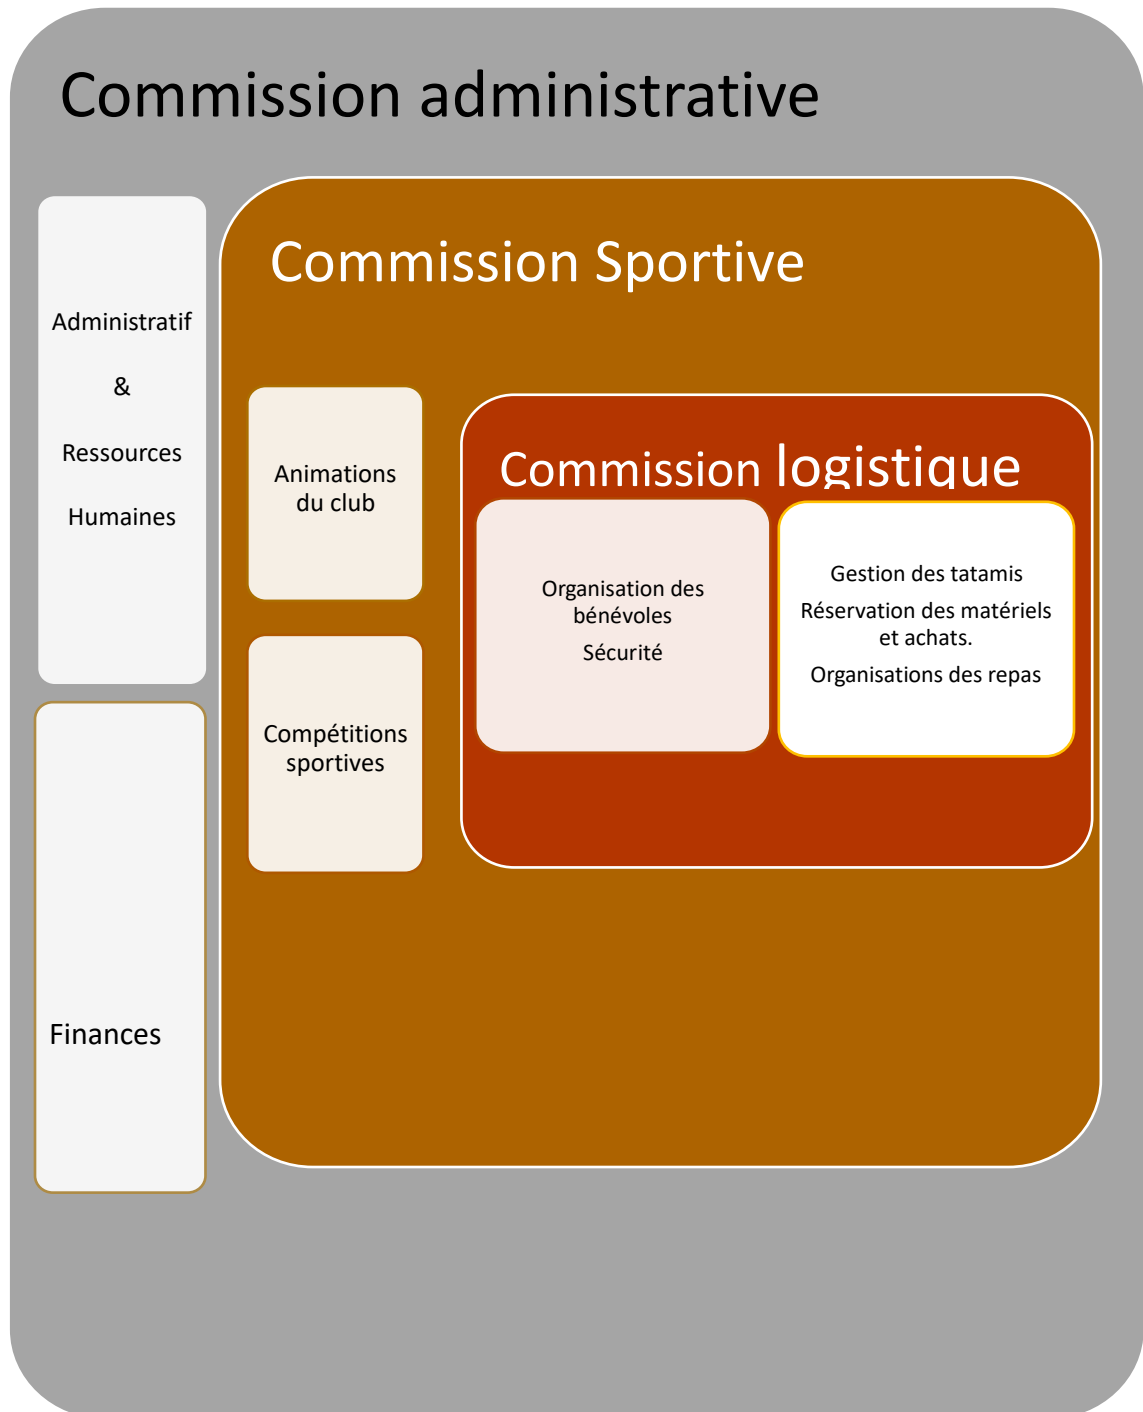 Commission administrative
Administratif
&
Ressources
Humaines
Finances
Commission Sportive
Animations
du club
Compétitions
sportives
Commission logistique
Organisation des
bénévoles
Sécurité
Gestion des tatamis
Réservation des matériels
et achats.
Organisations des repas